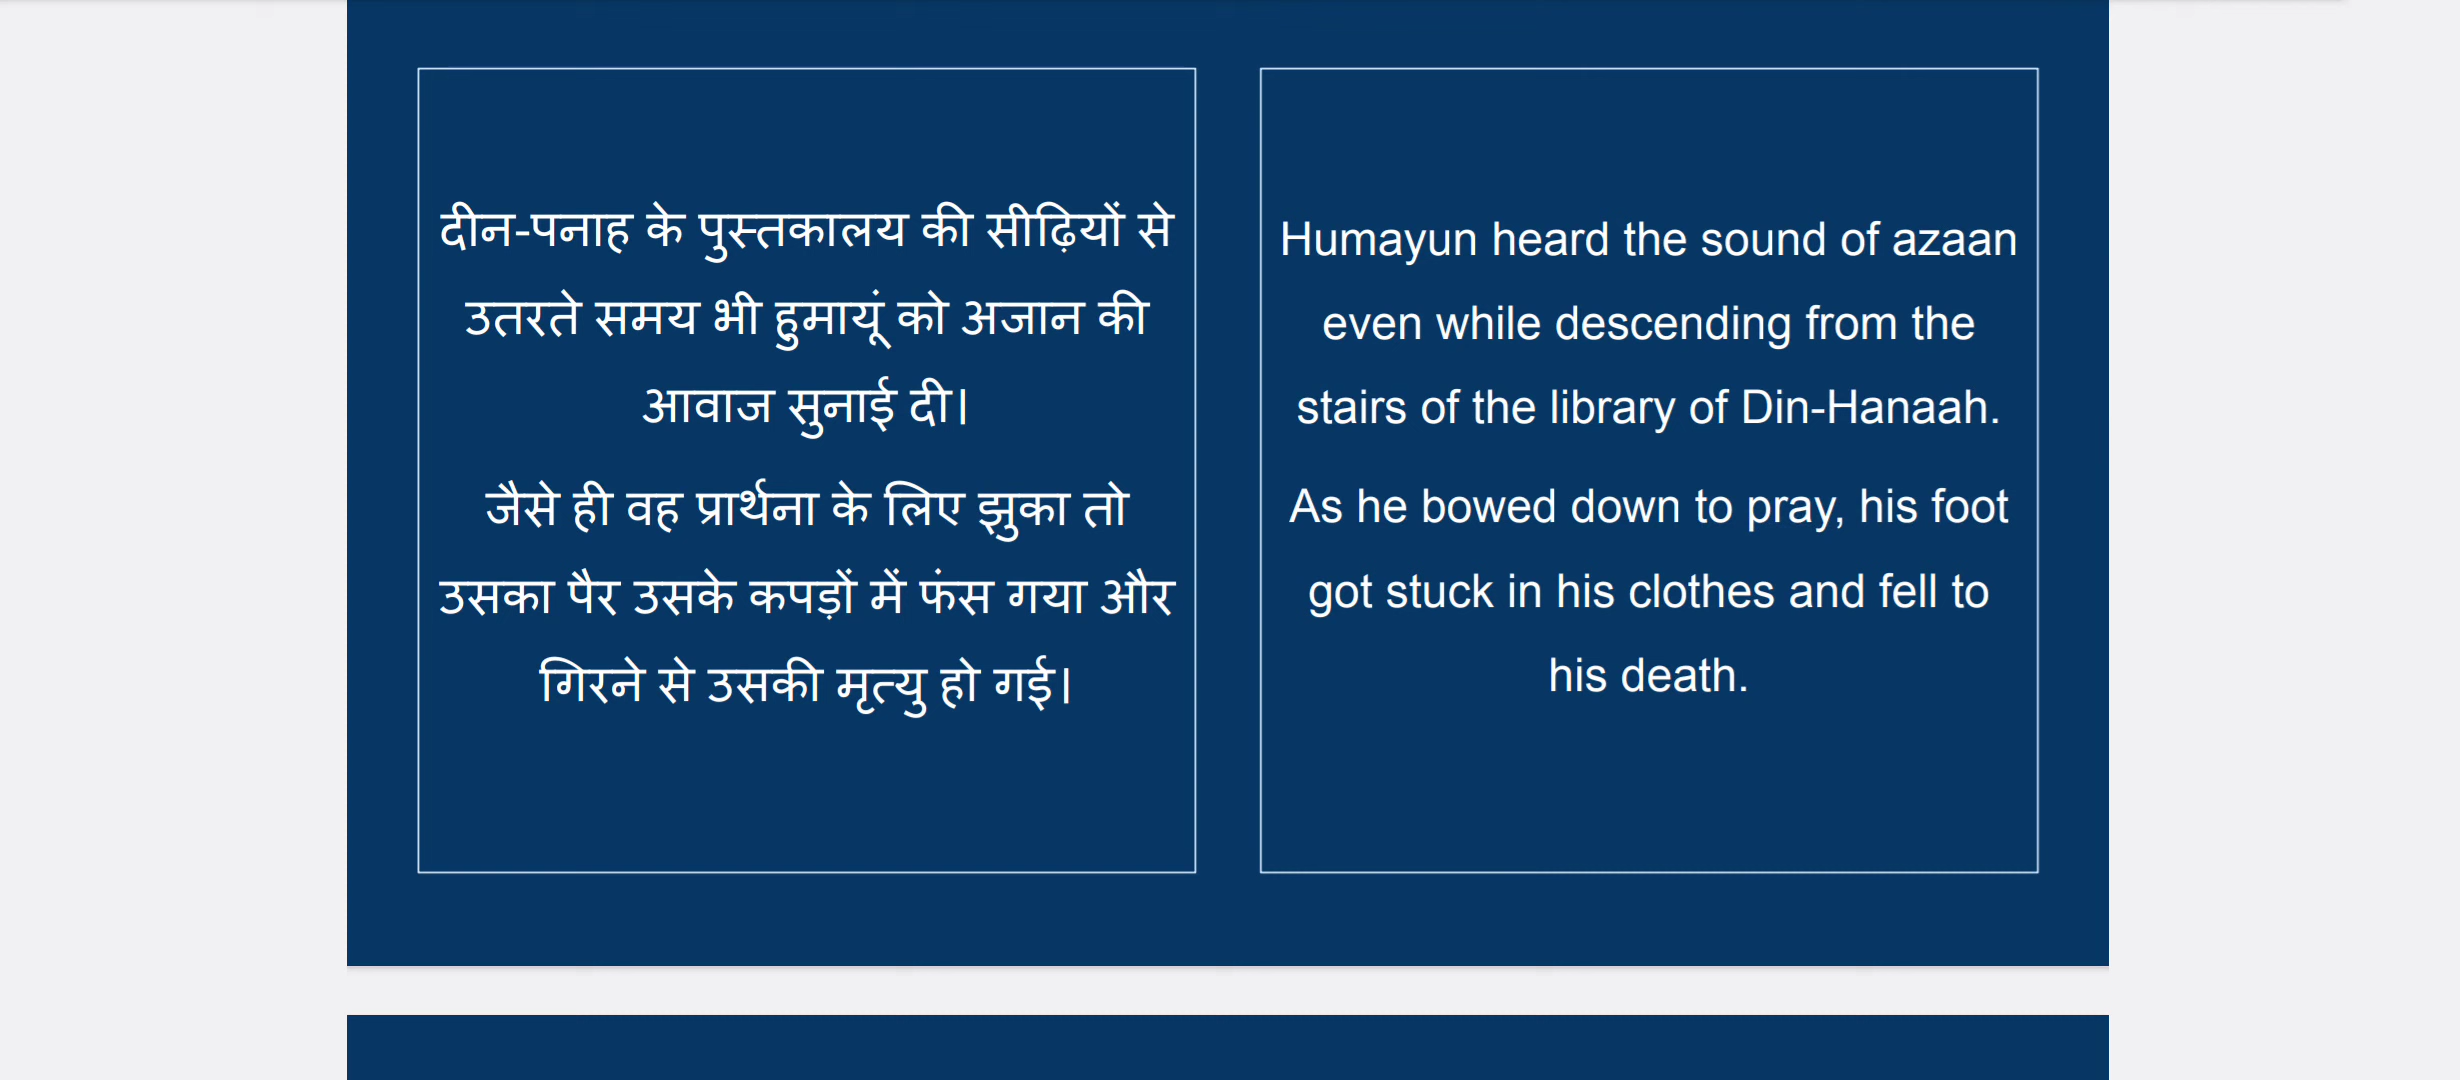 दीन-पनाह के पुस्तकालय की सीढ़ियों से
उतरते समय भी हुमायूं को अजान की
आवाज सुनाई दी।
जैसे ही वह प्रार्थना के लिए झुका तो
उसका पैर उसके कपड़ों में फंस गया और
गिरने से उसकी मृत्यु हो गई।
Humayun heard the sound of azaan
even while descending from the
stairs of the library of Din-Hanaah.
As he bowed down to pray, his foot
got stuck in his clothes and fell to
his death.